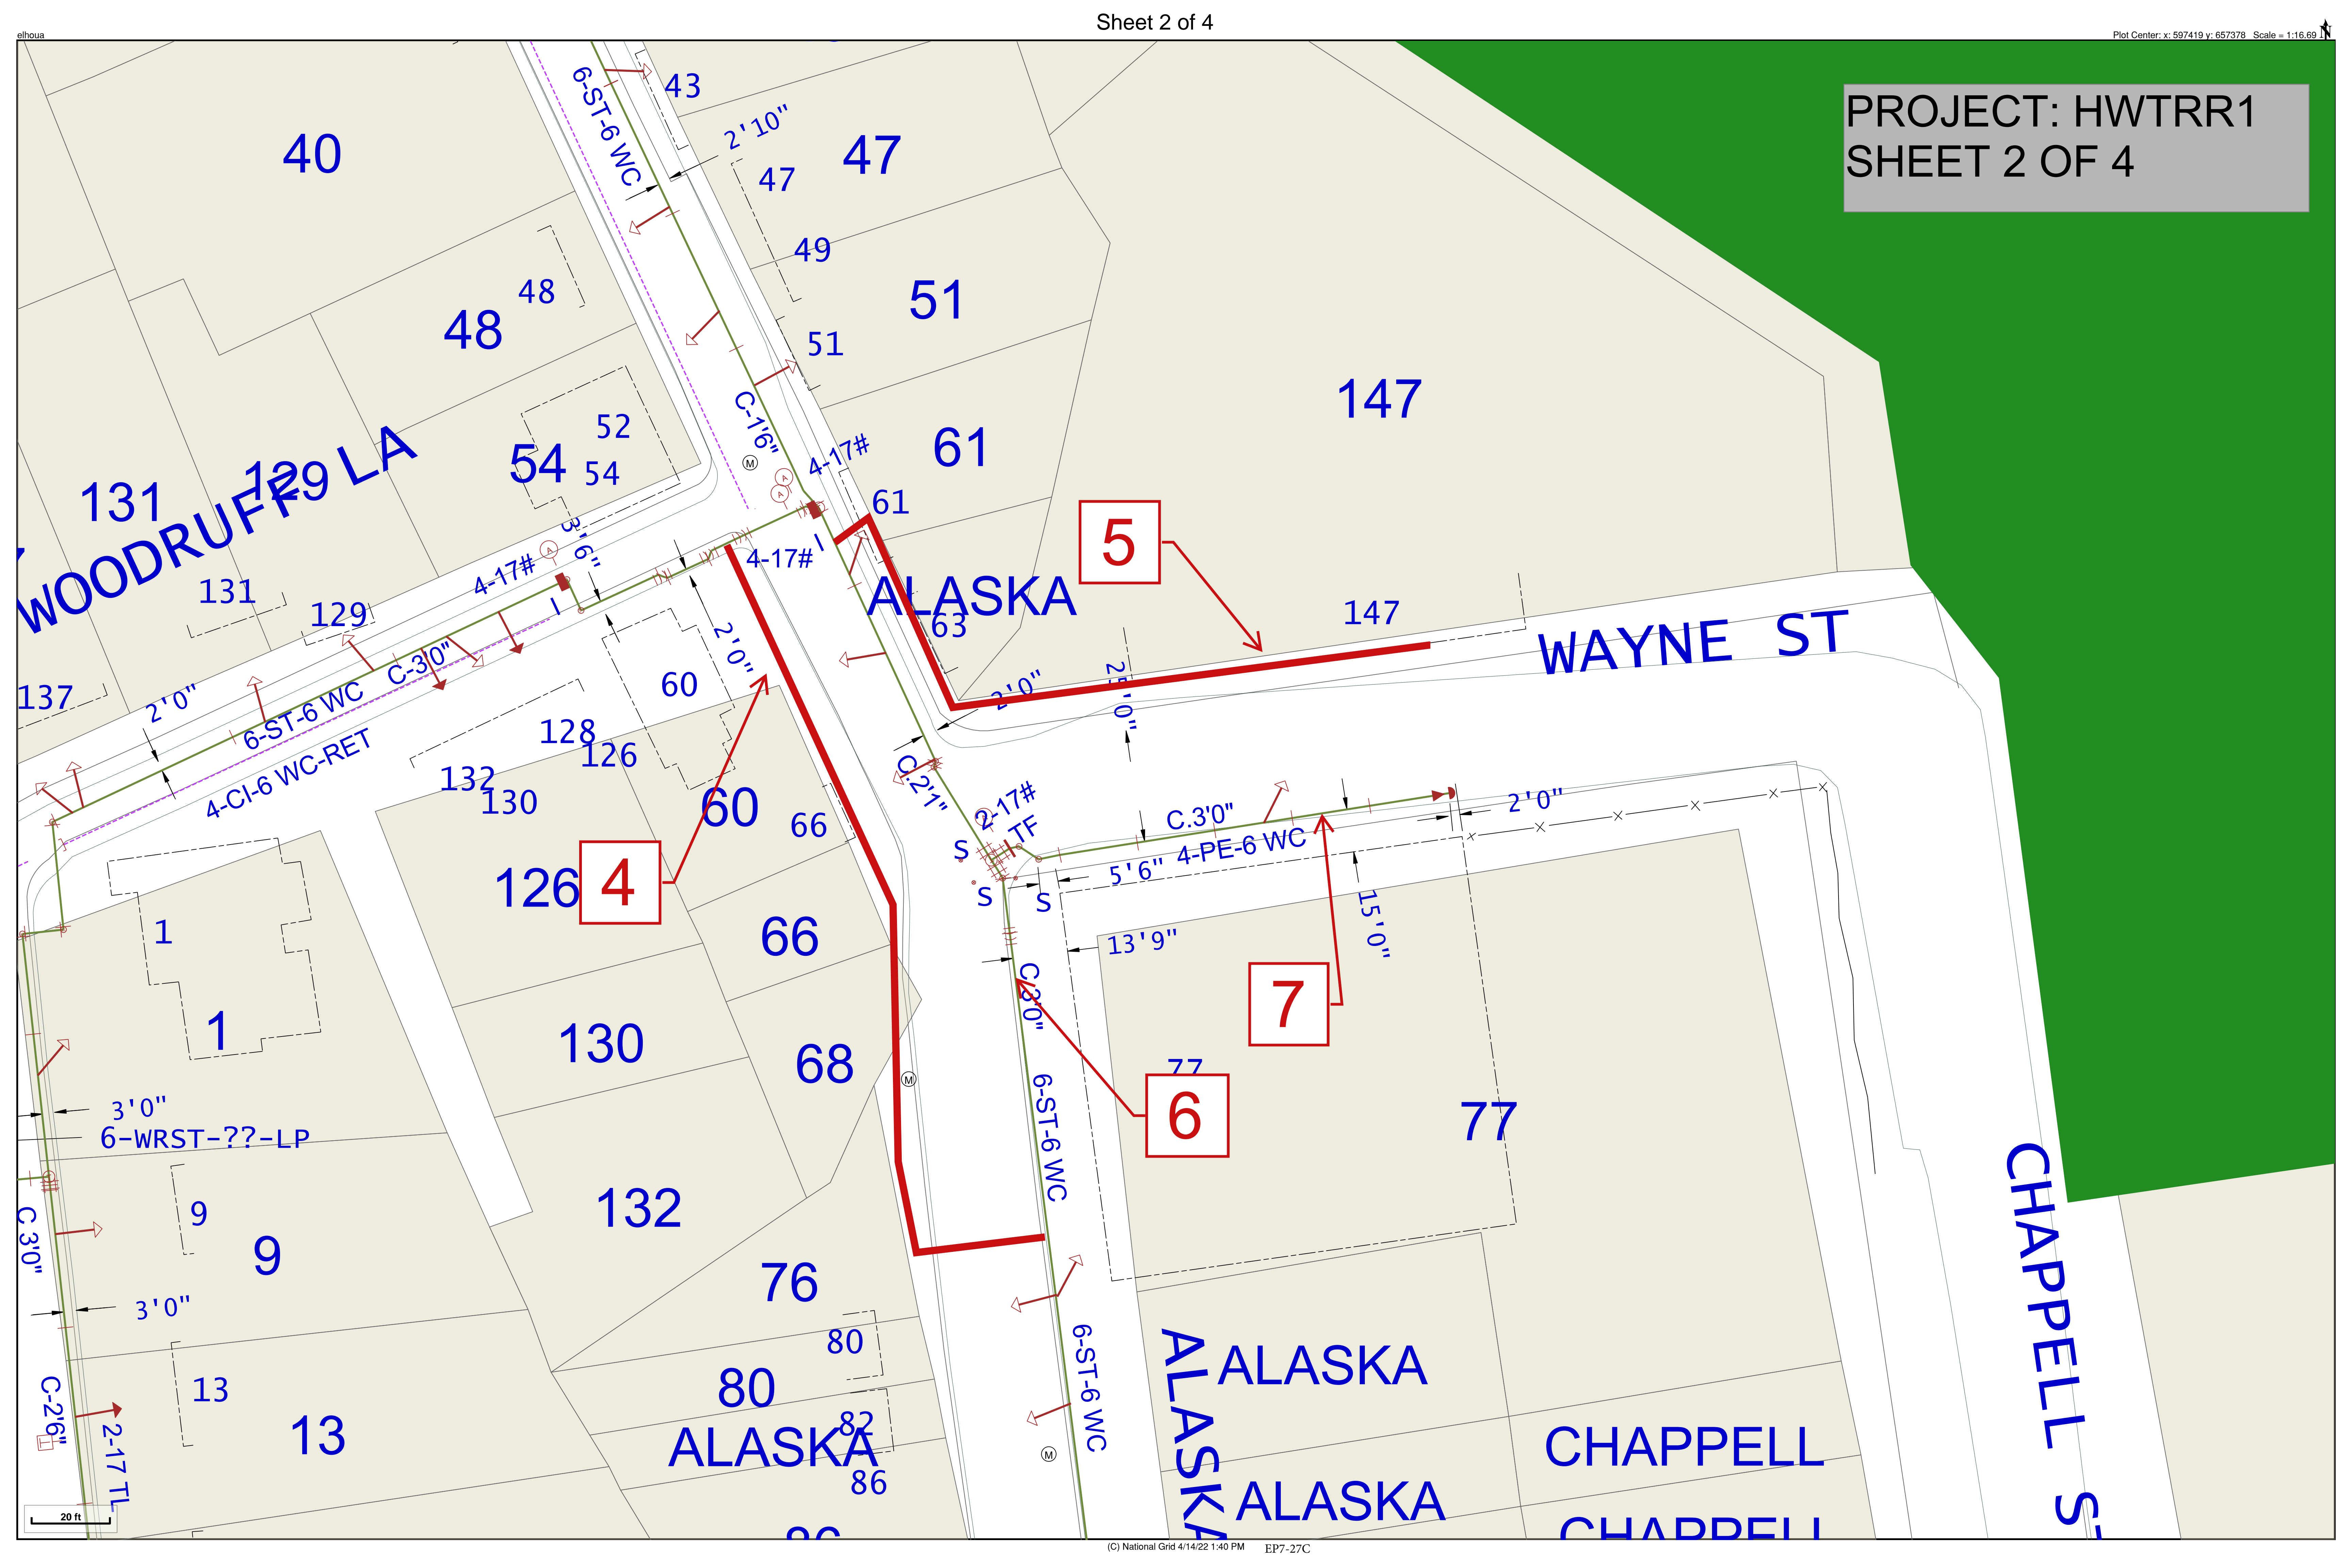 Sheet 2 of 4
elhoua
Plot Center: x: 597419 y: 657378 Scale = 1:16.69
N
PROJECT: HWTRR1
SHEET 2 OF 4
6-ST-6 WC
43
2'10"
40
47
47
49
48
48
51
51
147
C-1'6"
52
54
54
4-17#
61
61
M
A
A
131
129
WOODRUFF LA
3'6"
A
4-17#
4-17#
I
I
5
ALASKA
63
147
WAYNE ST
131
129
137
2'0"
C-3'0"
6-ST-6 WC
4-CI-6 WC-RET
60
2'0"
2'0"
25'0"
128
126
132
130
60
66
C.2'1"
2-17#
TF
S
S
S
C.3'0"
4-PE-6 WC
5'6"
2'0"
15'0"
13'9"
4
126
66
1
1
130
68
M
C.3'0"
7
6
77
77
6-ST-6 WC
3'0"
6-WRST-??-LP
9
9
132
76
C 3'0"
3'0"
CHAPPELL ST
80
80
82
ALASKA
86
86
13
13
C-2'6"
2-17 TL
T
6-ST-6 WC
M
ALASKA
ALASKA
CHAPPELL
ALASKA
CHAPPELL
20 ft
(C) National Grid 4/14/22 1:40 PM
EP7-27C